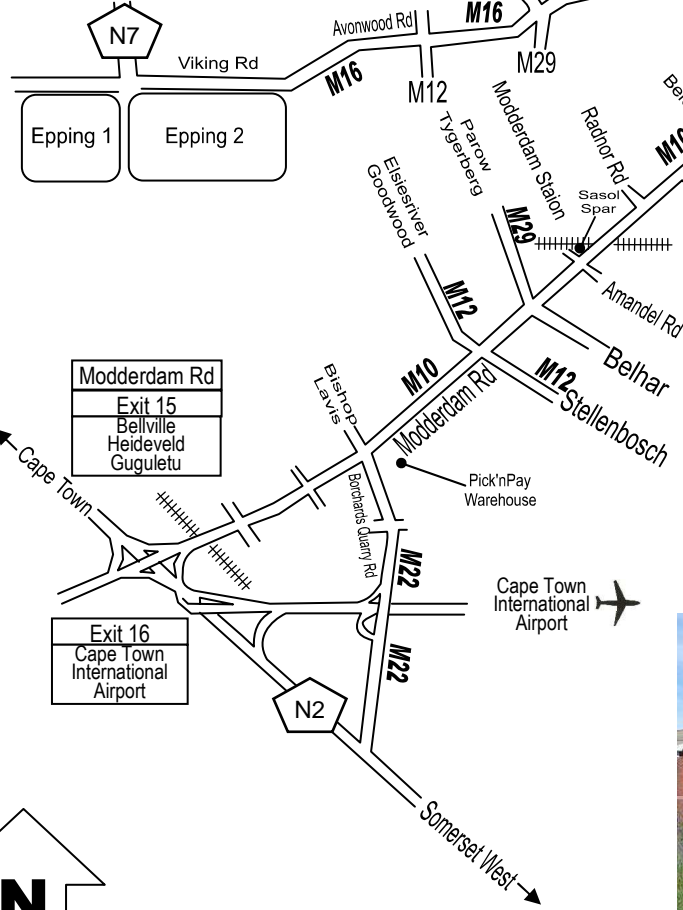 N7
Viking Rd
Avonwood Rd
M16
M16
M12
M29
Epping 1
Epping 2
Elsiesriver
Goodwood
Parow
Tygerberg
Modderdam Staion
Radnor Rd
Sasol
Spar
M29
M12
Amandel Rd
Belhar
M12
Stellenbosch
M10
Modderdam Rd
Bishop
Lavis
Modderdam Rd
Exit 15
Bellville
Heideveld
Guguletu
Cape Town
Pick'nPay
Warehouse
Borchards Quarry Rd
M22
M22
Cape Town
International
Airport
Exit 16
Cape Town
International
Airport
N2
Somerset West
N